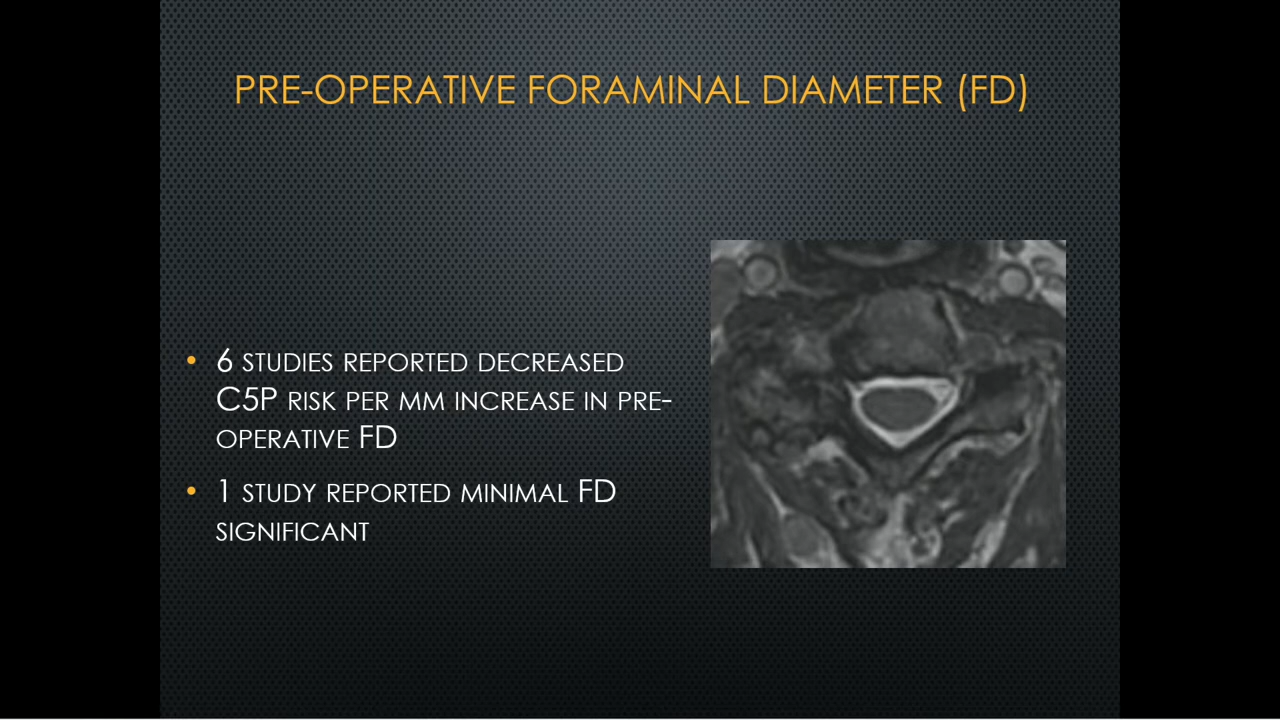 PRE-OPERATIVE FORAMINAL DIAMETER (FD)
• 6 STUDIES REPORTED DECREASED
C5P RISK PER MM INCREASE IN PRE-
OPERATIVE FD
• 1 STUDY REPORTED MINIMAL FD
SIGNIFICANT